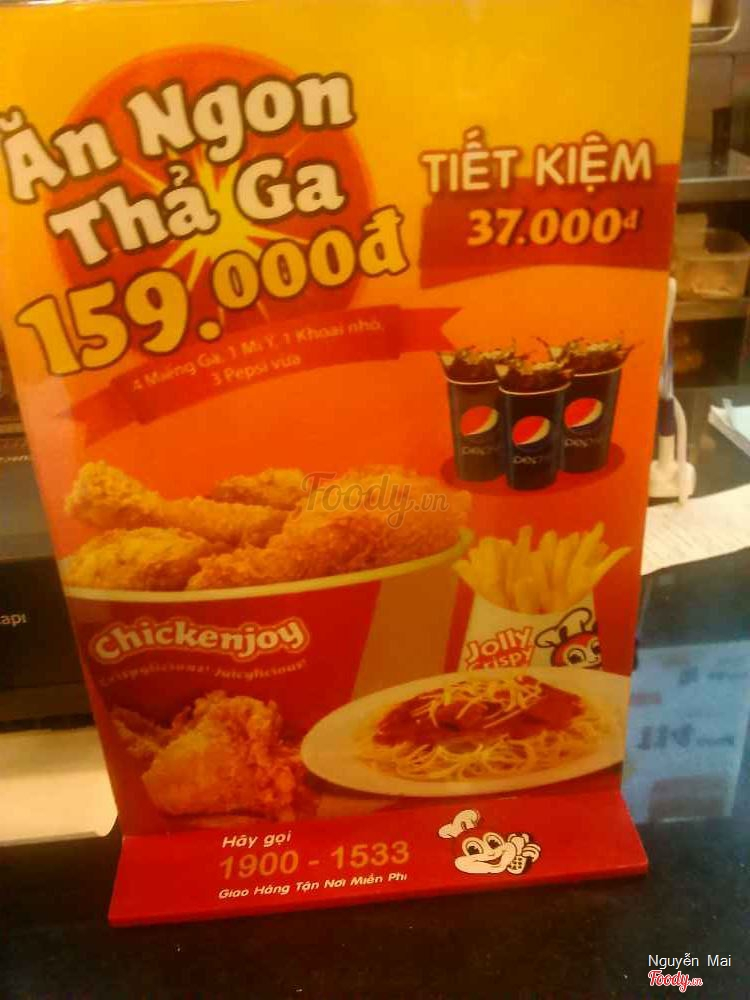 Ăn Ngon
Thả Ga
159.000đ
TIẾT KIỆM
37.000đ
4 Miếng Gà, 1 Mì Ý, 1 Khoai nhỏ,
3 Pepsi vừa
pepsi
pepsi
pepsi
Foody.vn
Chickenjoy
Crispylicious! Juicylicious!
Jolly
Crispy
Hãy gọi
1900 - 1533
Giao Hàng Tận Nơi Miễn Phí
Nguyễn Mai
Foody.vn